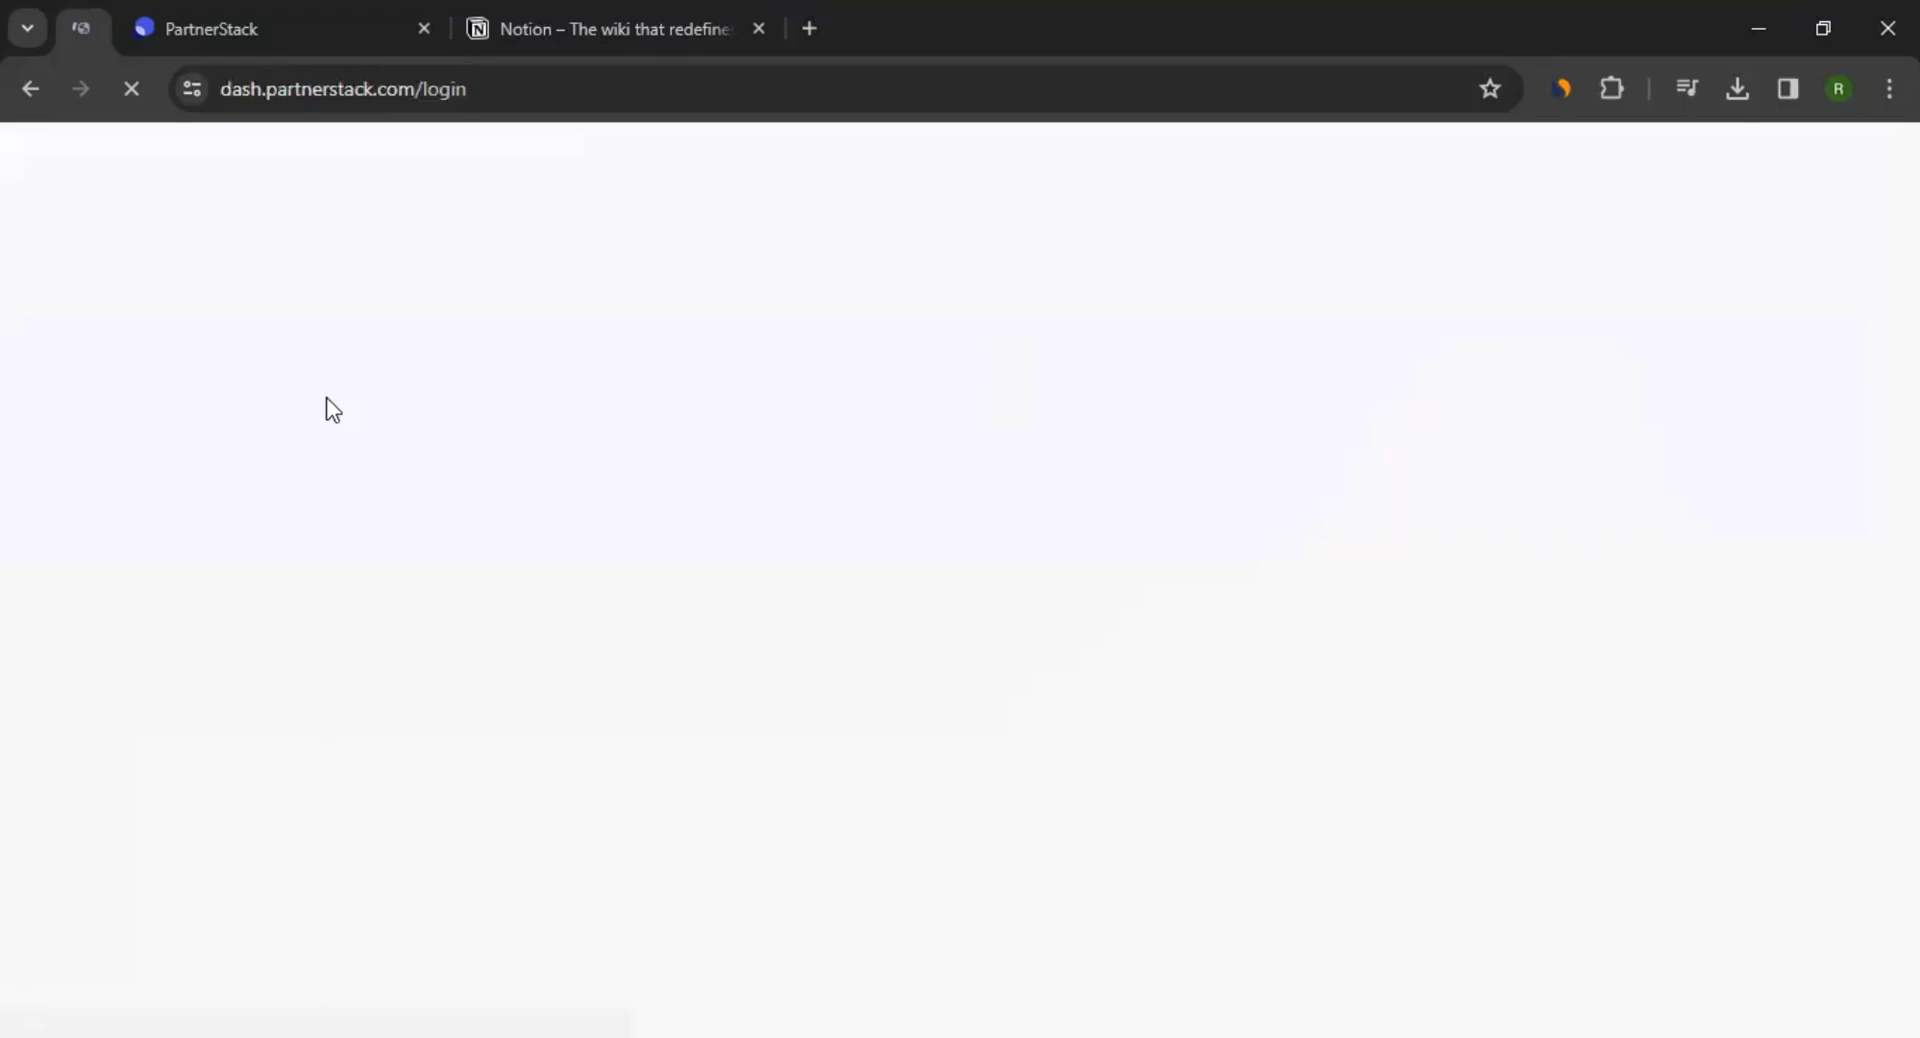 PartnerStack
Notion – The wiki that redefine
dash.partnerstack.com/login
R